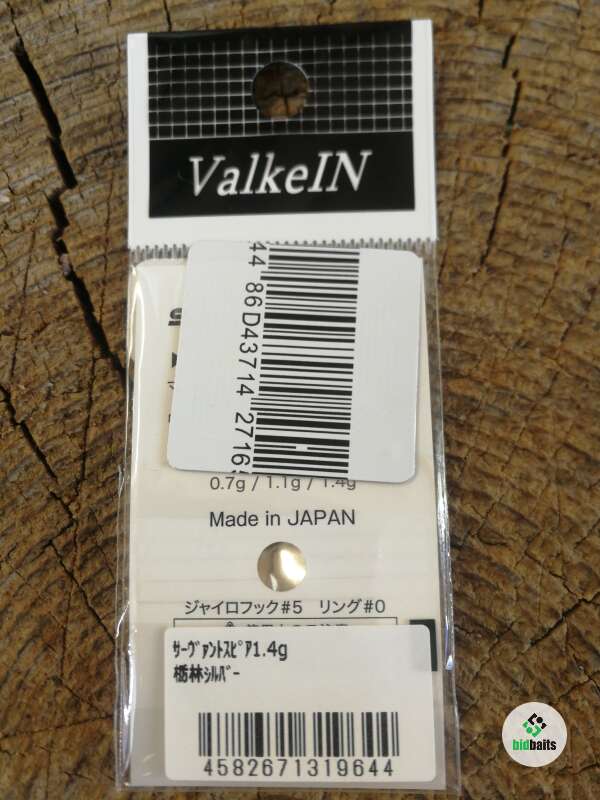 ValkeIN
44 86D43714 2716
0.7g / 1.1g / 1.4g
Made in JAPAN
ジャイロフック#5 リング#0
ｻｰｳﾞｧﾝﾄｽﾋﾟｱ1.4g
栃林ｼﾙﾊﾞｰ
4582671319644
bidbaits